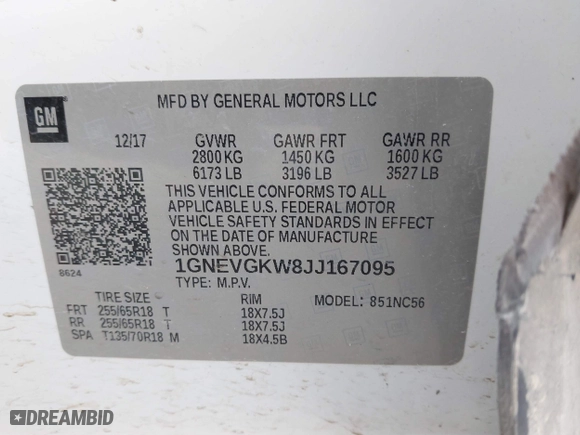 GM
MFD BY GENERAL MOTORS LLC
12/17 GVWR GAWR FRT GAWR RR
2800 KG 1450 KG 1600 KG
6173 LB 3196 LB 3527 LB
THIS VEHICLE CONFORMS TO ALL
APPLICABLE U.S. FEDERAL MOTOR
VEHICLE SAFETY STANDARDS IN EFFECT
ON THE DATE OF MANUFACTURE
SHOWN ABOVE.
8624
1GNEVGKW8JJ167095
TYPE: M.P.V.
TIRE SIZE RIM MODEL: 851NC56
FRT 255/65R18 T 18X7.5J
RR 255/65R18 T 18X7.5J
SPA T135/70R18 M 18X4.5B
DREAMBID